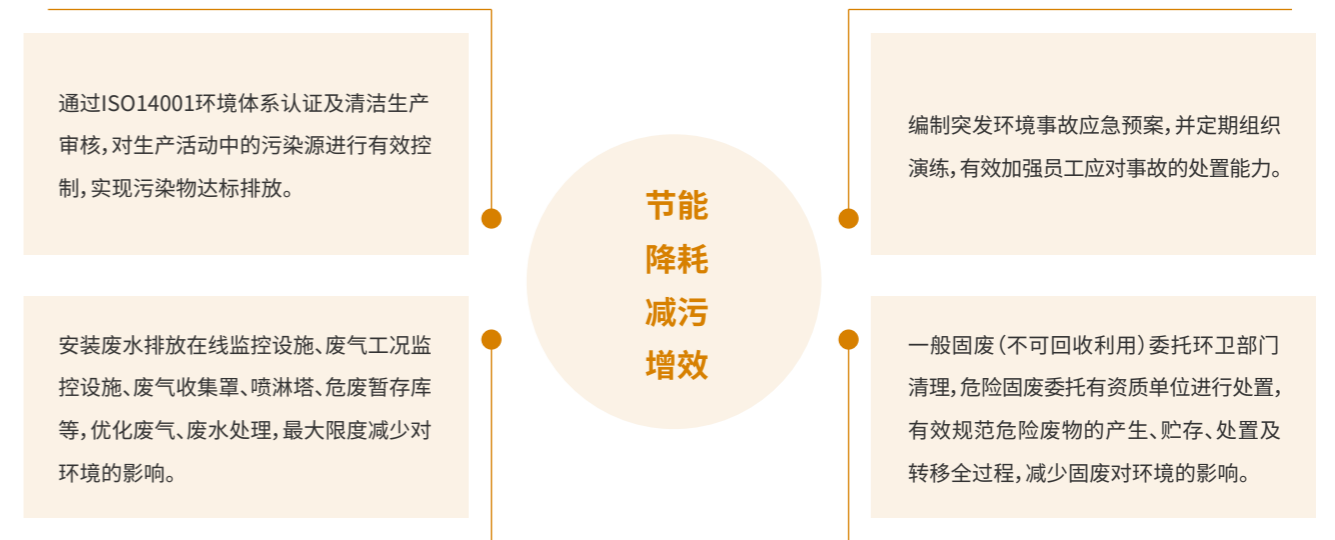 通过ISO14001环境体系认证及清洁生产
审核，对生产活动中的污染源进行有效控
制，实现污染物达标排放。
安装废水排放在线监控设施、废气工况监
控设施、废气收集罩、喷淋塔、危废暂存库
等，优化废气、废水处理，最大限度减少对
环境的影响。
节能
降耗
减污
增效
编制突发环境事故应急预案，并定期组织
演练，有效加强员工应对事故的处置能力。
一般固废（不可回收利用）委托环卫部门
清理，危险固废委托有资质单位进行处置，
有效规范危险废物的产生、贮存、处置及
转移全过程，减少固废对环境的影响。